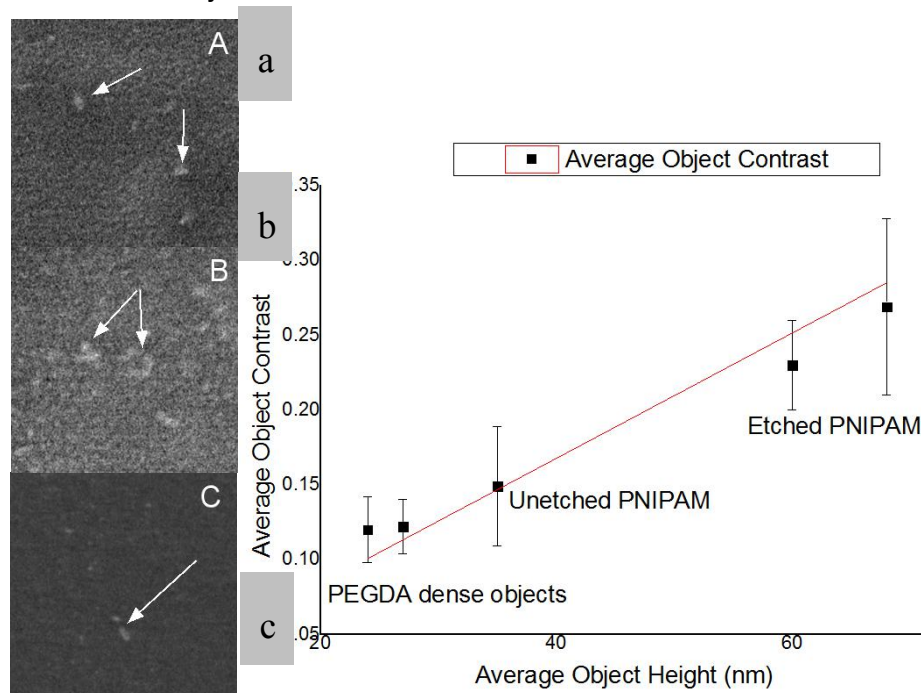 A
a
b
B
C
c
Average Object Contrast
.35
0.30
0.25
0.20
0.15
0.10
.05
Average Object Contrast
Etched PNIPAM
Unetched PNIPAM
PEGDA dense objects
20
40
60
Average Object Height (nm)